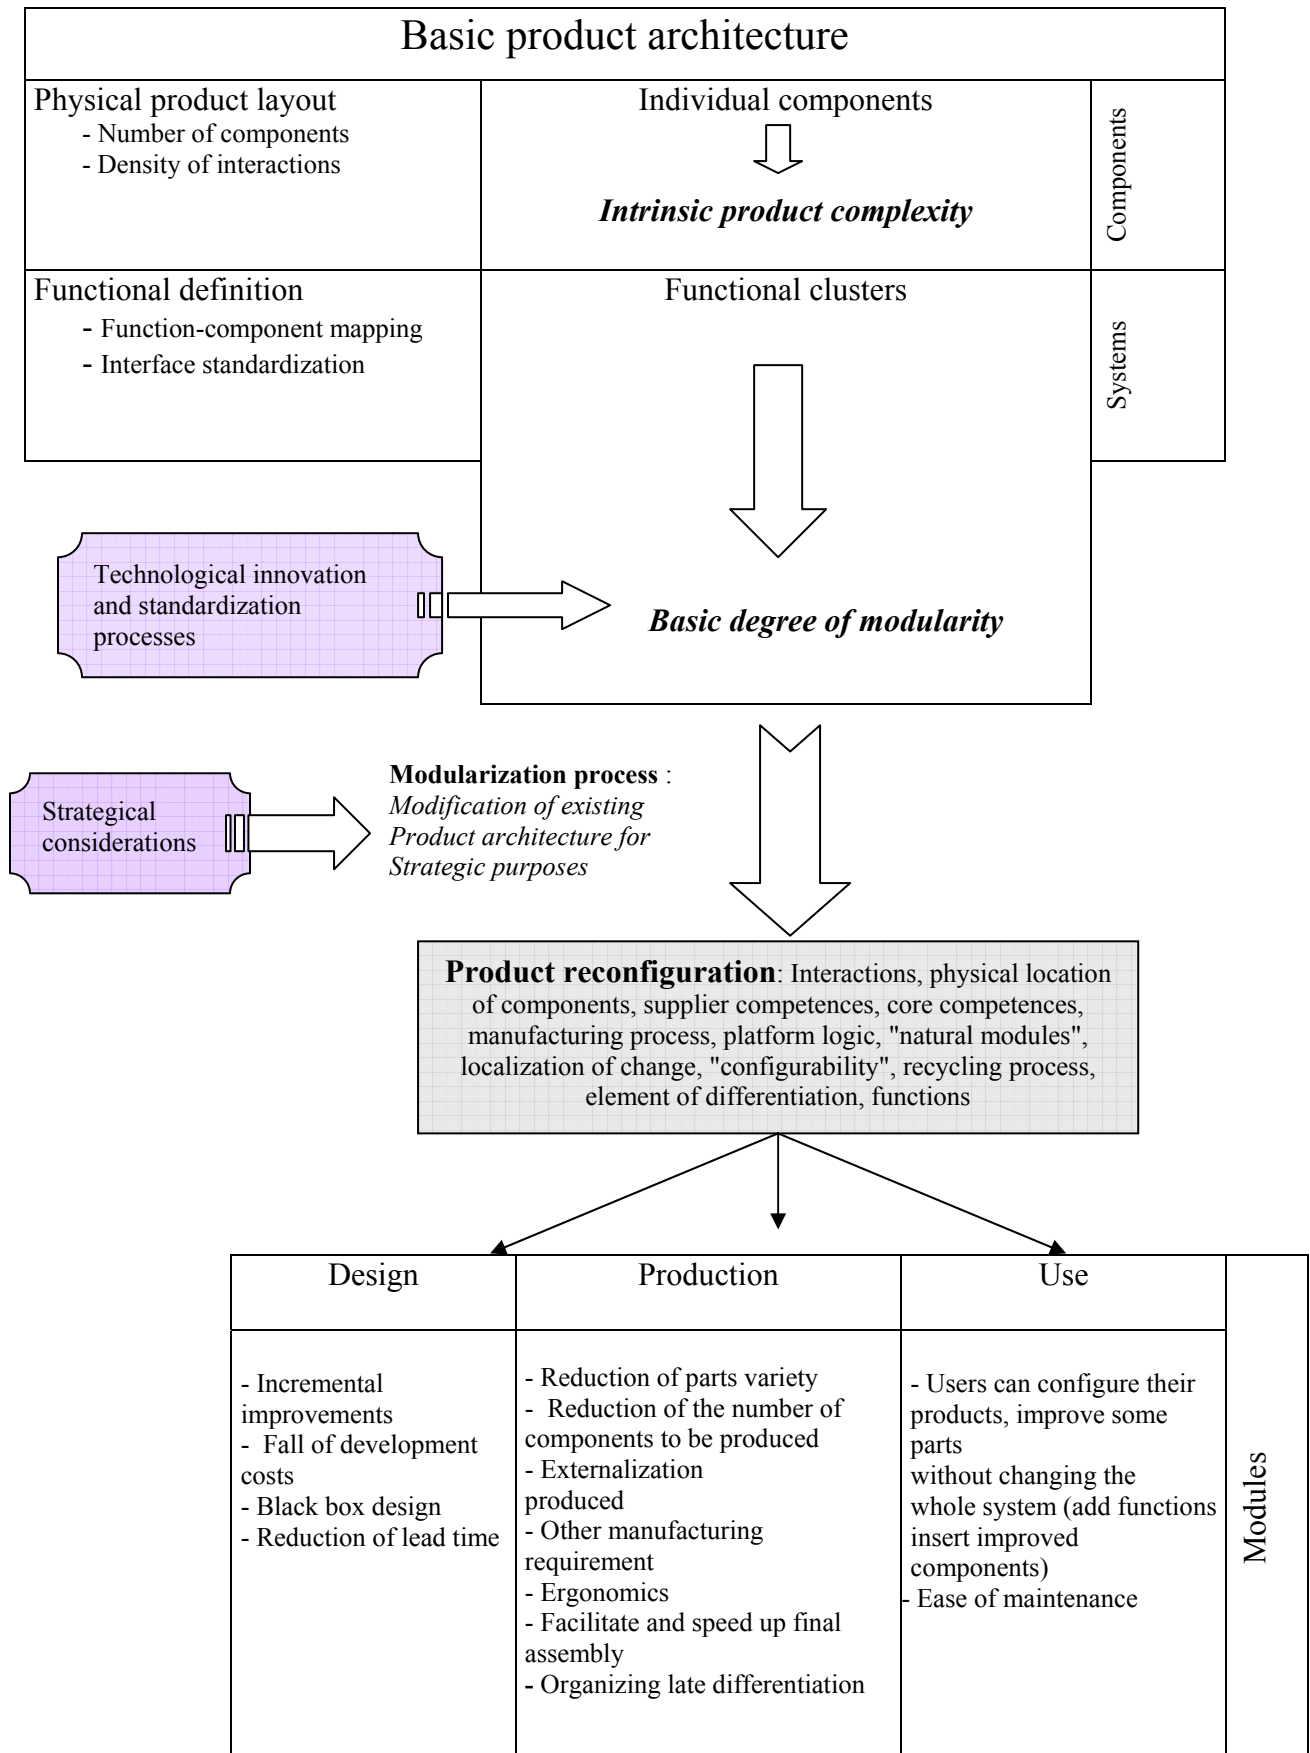 Basic product architecture
Physical product layout
- Number of components
- Density of interactions
Individual components
Intrinsic product complexity
Components
Functional definition
- Function-component mapping
- Interface standardization
Functional clusters
Systems
Technological innovation
and standardization
processes
Basic degree of modularity
Strategical
considerations
Modularization process :
Modification of existing
Product architecture for
Strategic purposes
Product reconfiguration: Interactions, physical location
of components, supplier competences, core competences,
manufacturing process, platform logic, "natural modules",
localization of change, "configurability", recycling process,
element of differentiation, functions
Design
Production
Use
- Incremental
improvements
- Fall of development
costs
- Black box design
- Reduction of lead time
- Reduction of parts variety
- Reduction of the number of
components to be produced
- Externalization
produced
- Other manufacturing
requirement
- Ergonomics
- Facilitate and speed up final
assembly
- Organizing late differentiation
- Users can configure their
products, improve some
parts
without changing the
whole system (add functions
insert improved
components)
- Ease of maintenance
Modules